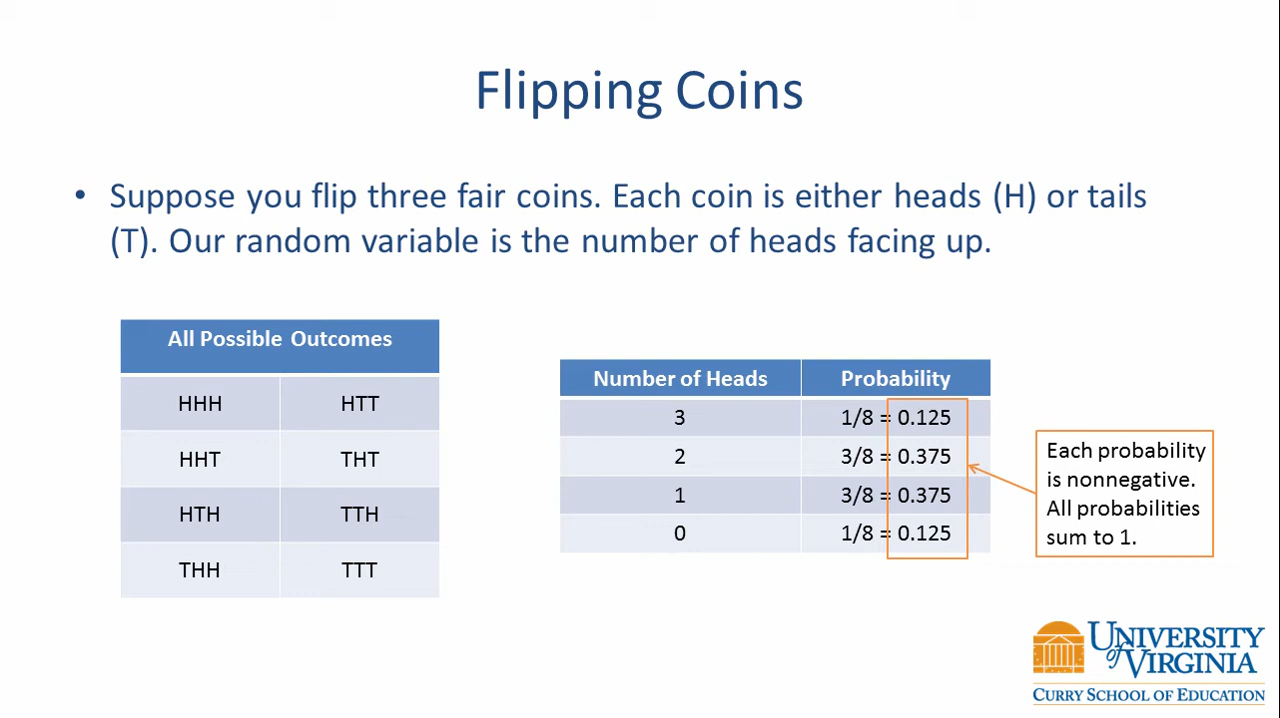 Flipping Coins
• Suppose you flip three fair coins. Each coin is either heads (H) or tails
(T). Our random variable is the number of heads facing up.
All Possible Outcomes
HHH HTT
HHT THT
HTH TTH
THH TTT
Number of Heads Probability
3 1/8 = 0.125
2 3/8 = 0.375
1 3/8 = 0.375
0 1/8 = 0.125
Each probability
is nonnegative.
All probabilities
sum to 1.
UNIVERSITY
of VIRGINIA
CURRY SCHOOL OF EDUCATION